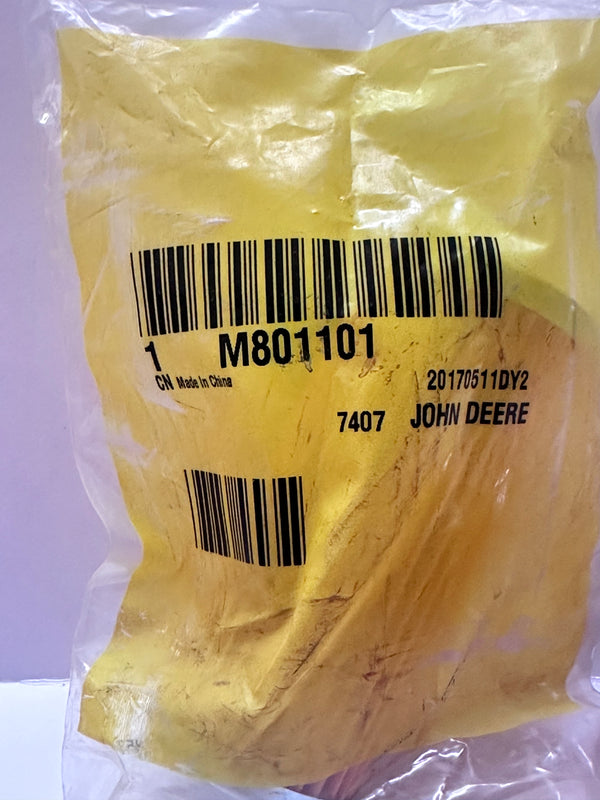 M801101
1
CN Made In China
20170511DY2
7407 JOHN DEERE